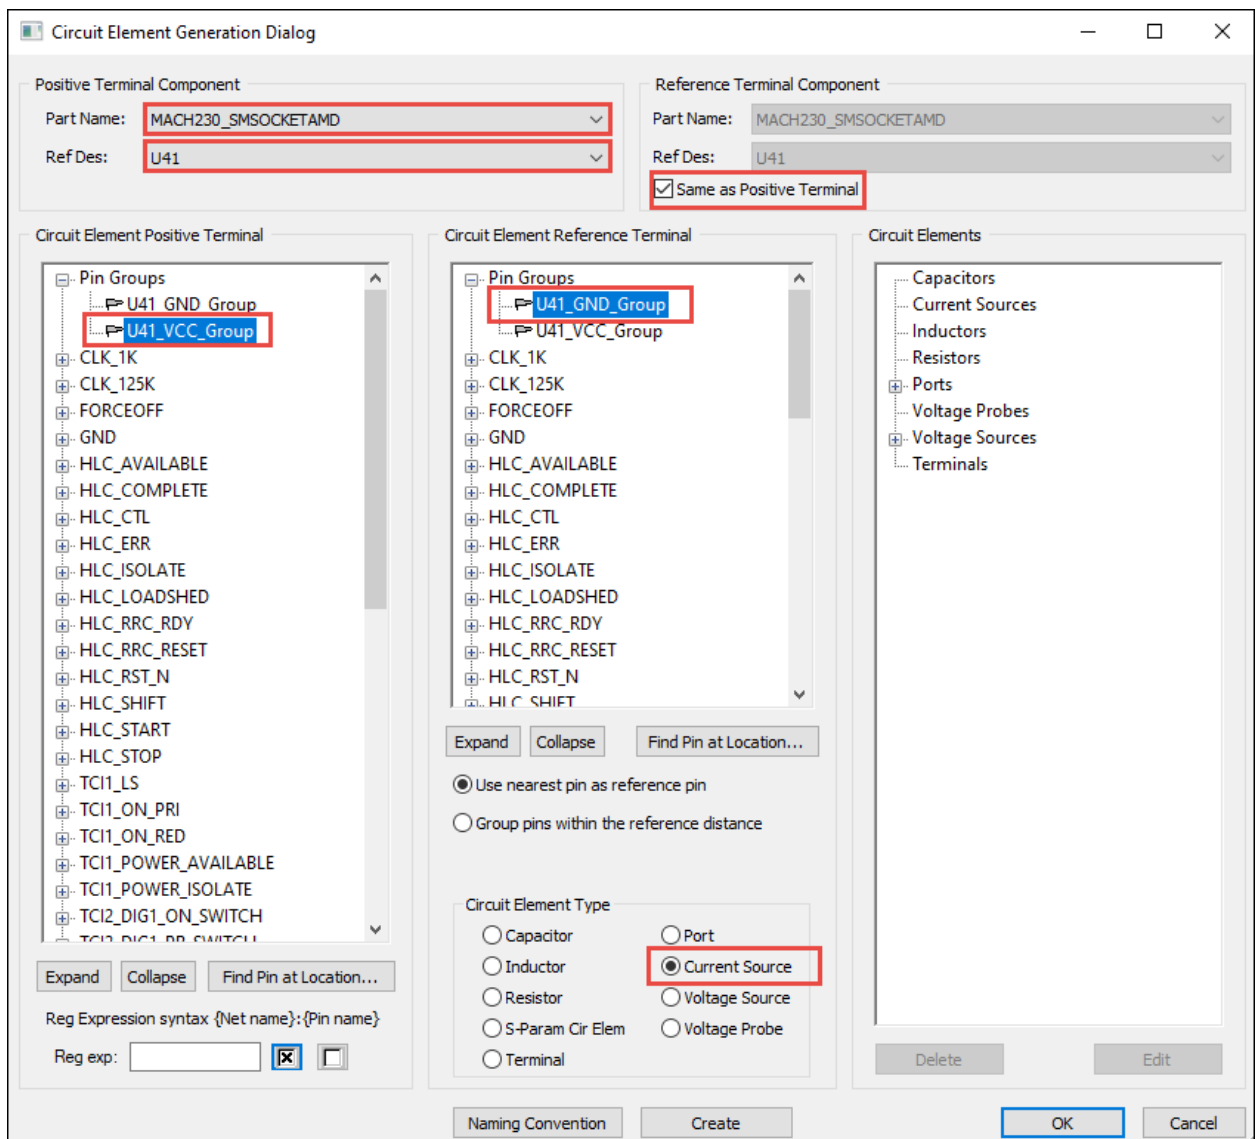 Circuit Element Generation Dialog
Positive Terminal Component
Part Name: MACH230_SMSOCKETAMD
Ref Des: U41
Reference Terminal Component
Part Name: MACH230_SMSOCKETAMD
Ref Des: U41
Same as Positive Terminal
Circuit Element Positive Terminal
Pin Groups
U41_GND_Group
U41_VCC_Group
CLK_1K
CLK_125K
FORCEOFF
GND
HLC_AVAILABLE
HLC_COMPLETE
HLC_CTL
HLC_ERR
HLC_ISOLATE
HLC_LOADSHED
HLC_RRC_RDY
HLC_RRC_RESET
HLC_RST_N
HLC_SHIFT
HLC_START
HLC_STOP
TCI1_LS
TCI1_ON_PRI
TCI1_ON_RED
TCI1_POWER_AVAILABLE
TCI1_POWER_ISOLATE
TCI2_DIG1_ON_SWITCH
TCI2_DIG1_PB_SWITCH
Expand Collapse Find Pin at Location...
Reg Expression syntax {Net name}:{Pin name}
Reg exp:
Circuit Element Reference Terminal
Pin Groups
U41_GND_Group
U41_VCC_Group
CLK_1K
CLK_125K
FORCEOFF
GND
HLC_AVAILABLE
HLC_COMPLETE
HLC_CTL
HLC_ERR
HLC_ISOLATE
HLC_LOADSHED
HLC_RRC_RDY
HLC_RRC_RESET
HLC_RST_N
HLC_SHIFT
Expand Collapse Find Pin at Location...
Use nearest pin as reference pin
Group pins within the reference distance
Circuit Element Type
Capacitor Port
Inductor Current Source
Resistor Voltage Source
S-Param Cir Elem Voltage Probe
Terminal
Circuit Elements
Capacitors
Current Sources
Inductors
Resistors
Ports
Voltage Probes
Voltage Sources
Terminals
Delete Edit
Naming Convention Create OK Cancel